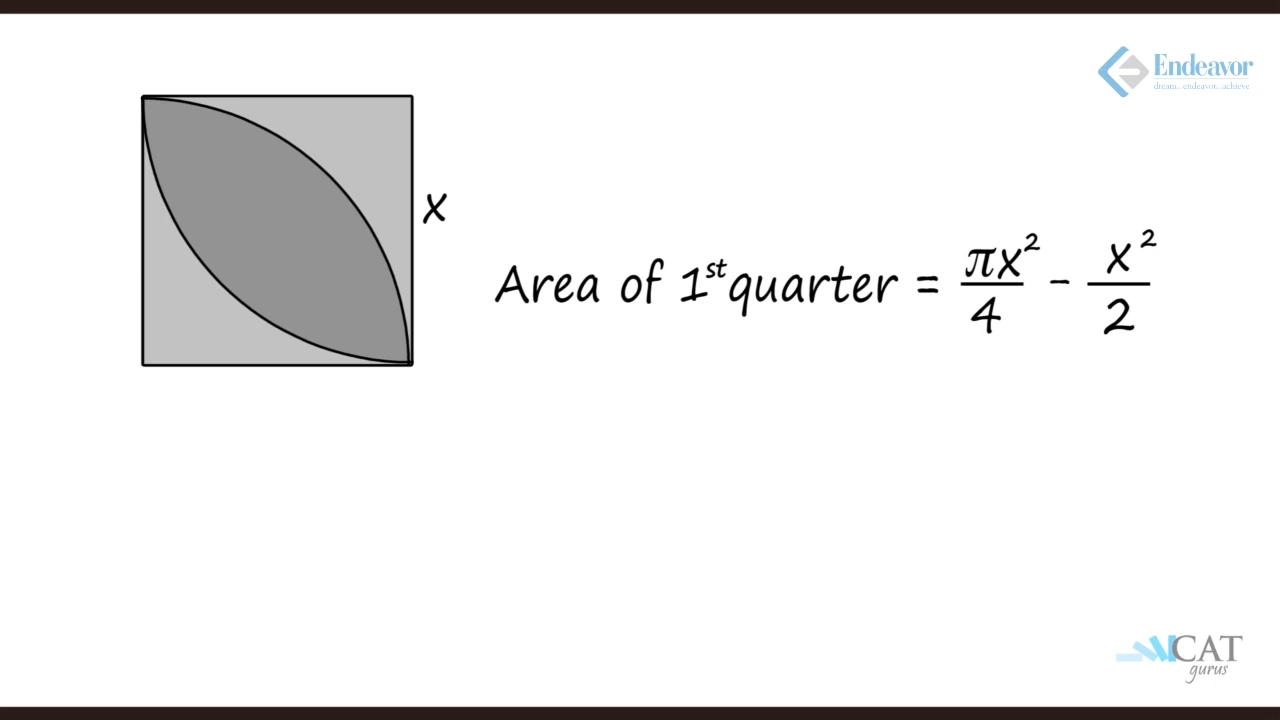 Endeavor
dream...endeavor...achieve
x
Area of 1st quarter = πx²/4 - x²/2
CAT
gurus